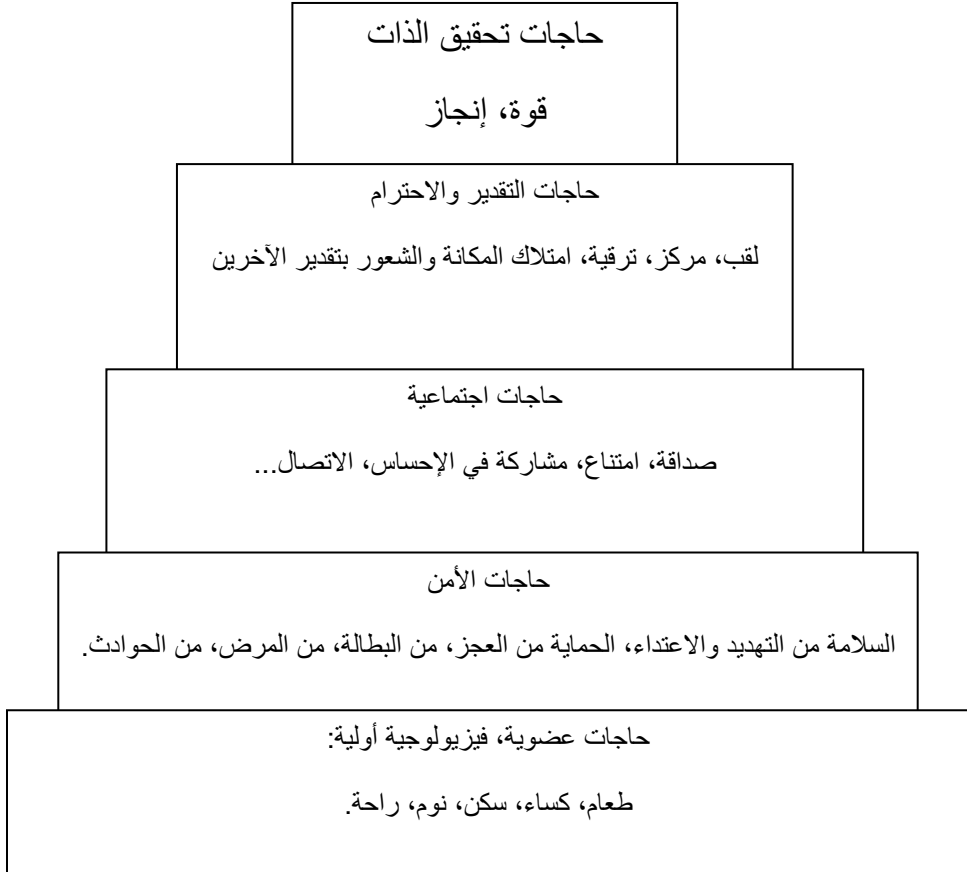 حاجات تحقيق الذات
قوة، إنجاز
حاجات التقدير والاحترام
لقب، مركز، ترقية، امتلاك المكانة والشعور بتقدير الآخرين
حاجات اجتماعية
صداقة، امتناع، مشاركة في الإحساس، الاتصال...
حاجات الأمن
السلامة من التهديد والاعتداء، الحماية من العجز، من البطالة، من المرض، من الحوادث.
حاجات عضوية، فيزيولوجية أولية:
طعام، كساء، سكن، نوم، راحة.